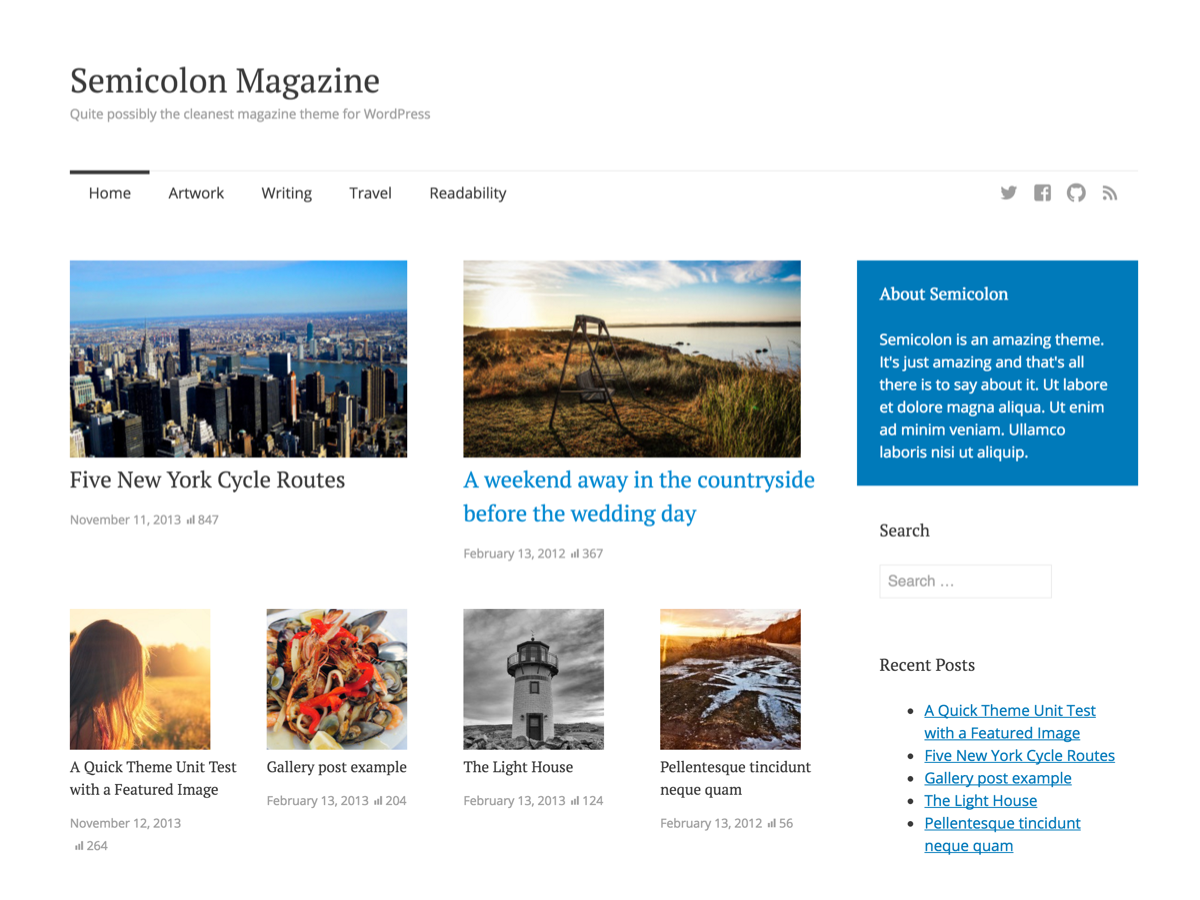 Semicolon Magazine
Quite possibly the cleanest magazine theme for WordPress
Home Artwork Writing Travel Readability
Five New York Cycle Routes
November 11, 2013 847
A weekend away in the countryside
before the wedding day
February 13, 2012 367
A Quick Theme Unit Test
with a Featured Image
November 12, 2013
264
Gallery post example
February 13, 2013 204
The Light House
February 13, 2013 124
Pellentesque tincidunt
neque quam
February 13, 2012 56
About Semicolon
Semicolon is an amazing theme.
It's just amazing and that's all
there is to say about it. Ut labore
et dolore magna aliqua. Ut enim
ad minim veniam. Ullamco
laboris nisi ut aliquip.
Search
Search …
Recent Posts
A Quick Theme Unit Test
with a Featured Image
Five New York Cycle Routes
Gallery post example
The Light House
Pellentesque tincidunt
neque quam